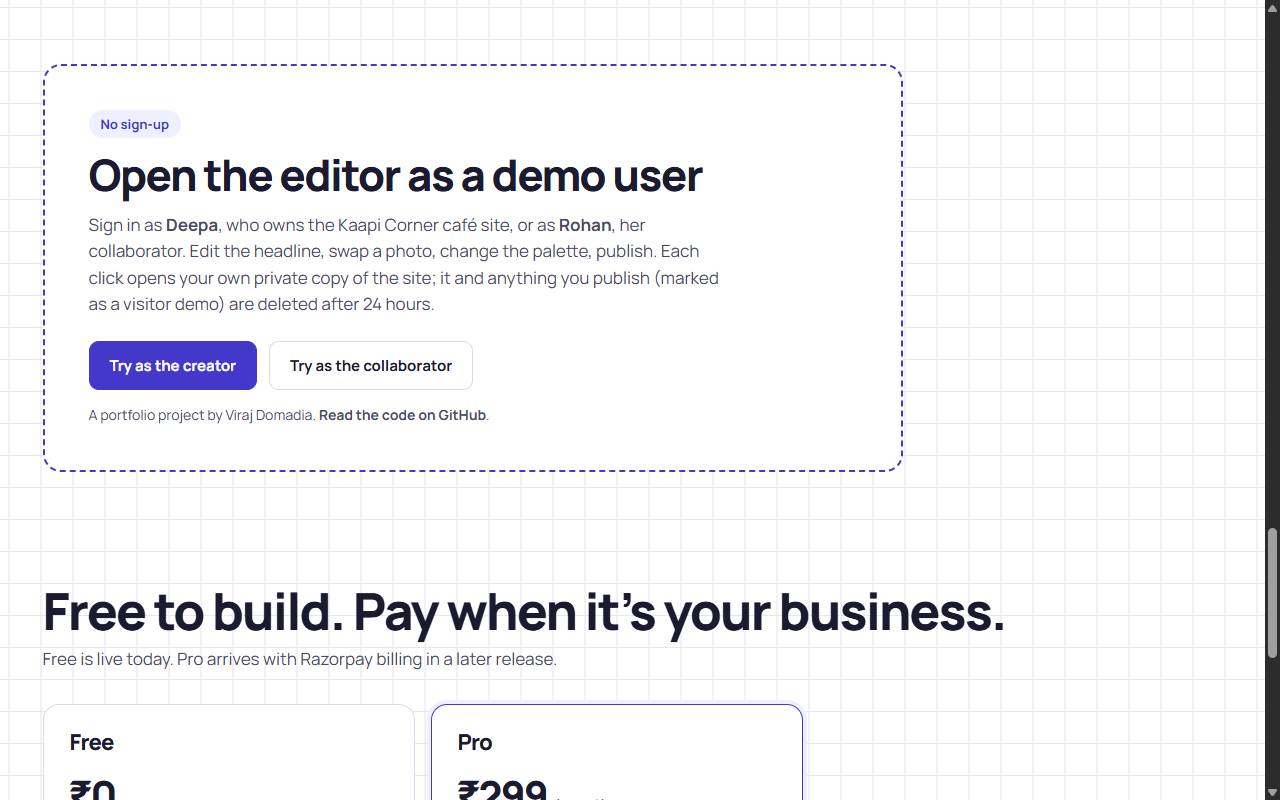 No sign-up
Open the editor as a demo user
Sign in as Deepa, who owns the Kaapi Corner café site, or as Rohan, her
collaborator. Edit the headline, swap a photo, change the palette, publish. Each
click opens your own private copy of the site; it and anything you publish (marked
as a visitor demo) are deleted after 24 hours.
Try as the creator
Try as the collaborator
A portfolio project by Viraj Domadia. Read the code on GitHub.
Free to build. Pay when it’s your business.
Free is live today. Pro arrives with Razorpay billing in a later release.
Free
Pro
₹0
₹299